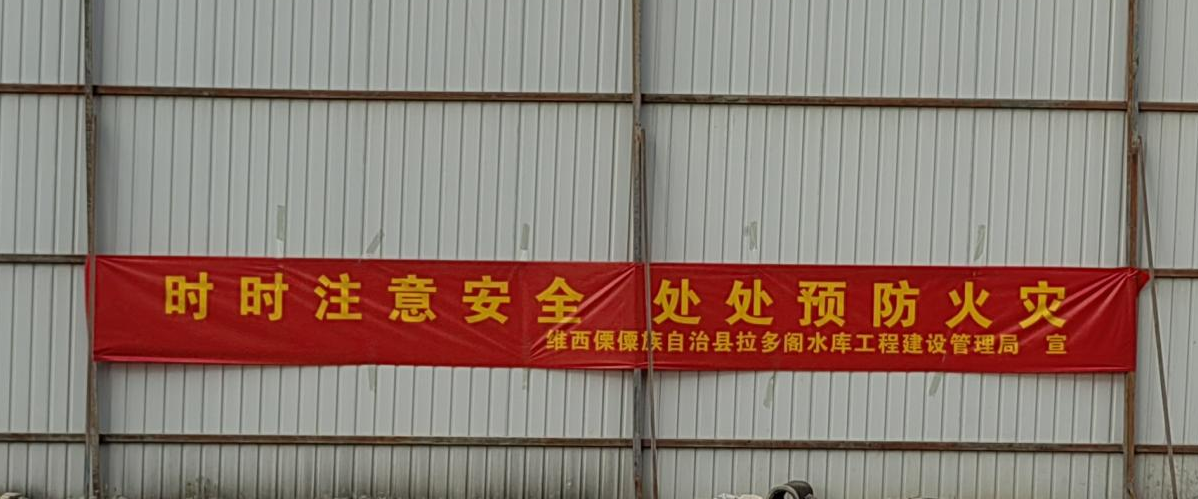 时时注意安全 处处预防火灾
维西傈僳族自治县拉多阁水库工程建设管理局 宣